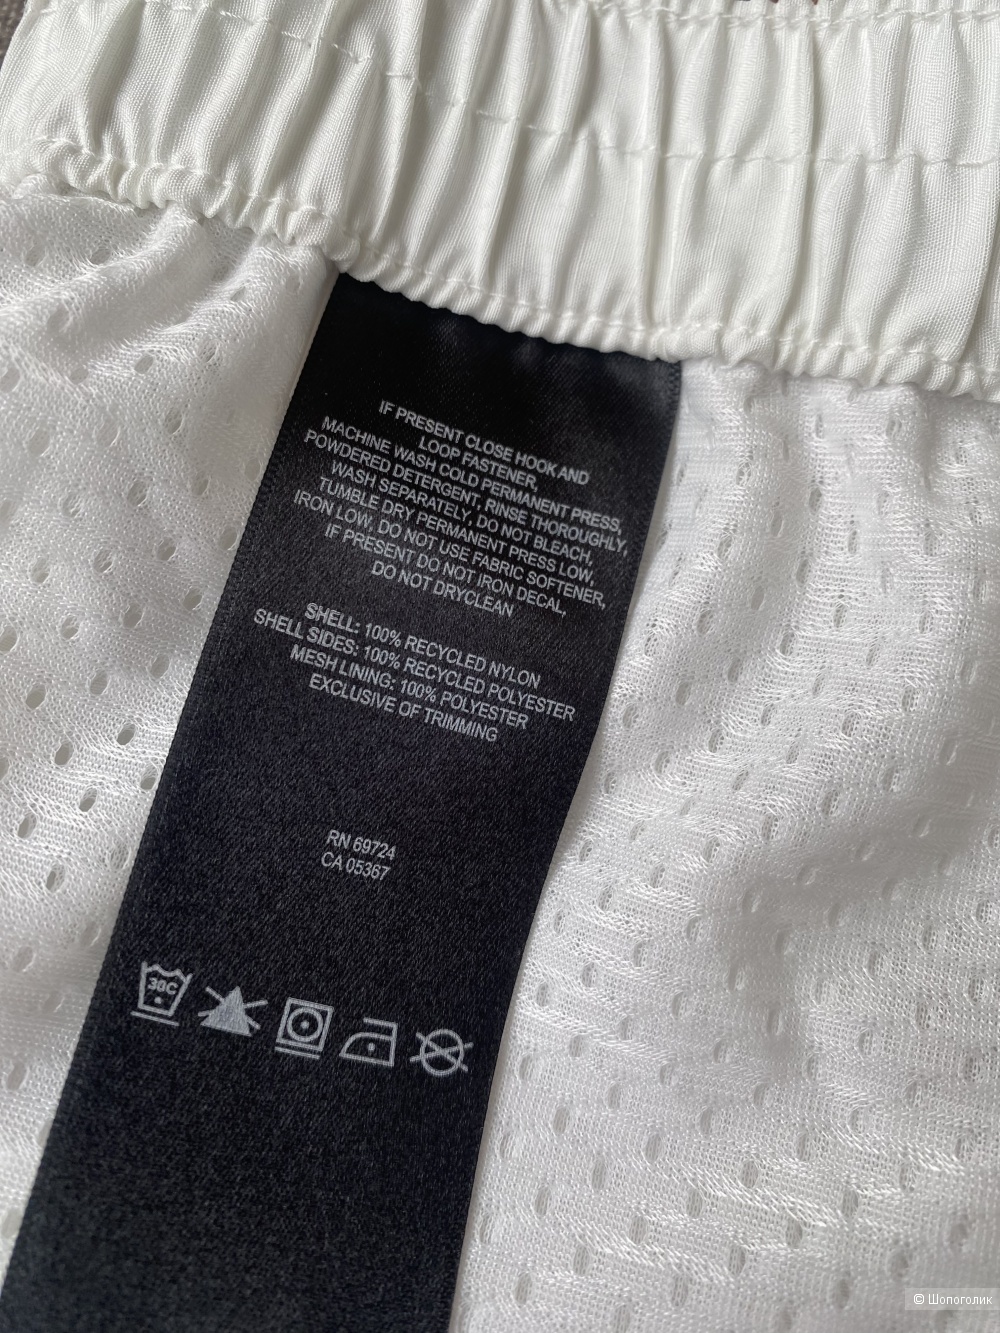 IF PRESENT CLOSE HOOK AND
LOOP FASTENER,
MACHINE WASH COLD PERMANENT PRESS,
POWDERED DETERGENT, RINSE THOROUGHLY,
WASH SEPARATELY, DO NOT BLEACH,
TUMBLE DRY PERMANENT PRESS LOW,
IRON LOW, DO NOT USE FABRIC SOFTENER,
IF PRESENT DO NOT IRON DECAL,
DO NOT DRYCLEAN
SHELL: 100% RECYCLED NYLON
SHELL SIDES: 100% RECYCLED POLYESTER
MESH LINING: 100% POLYESTER
EXCLUSIVE OF TRIMMING
RN 69724
CA 05367
30C
© Шопоголик